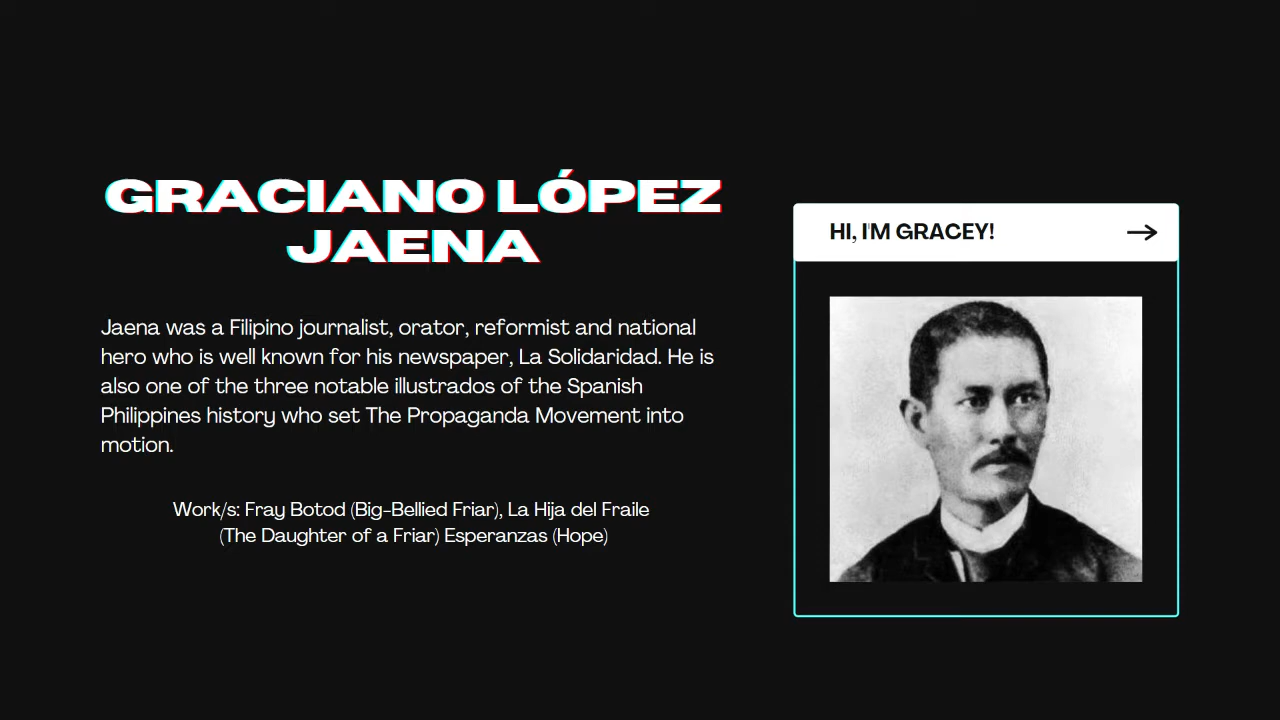 GRACIANO LÓPEZ
JAENA
Jaena was a Filipino journalist, orator, reformist and national
hero who is well known for his newspaper, La Solidaridad. He is
also one of the three notable illustrados of the Spanish
Philippines history who set The Propaganda Movement into
motion.
Work/s: Fray Botod (Big-Bellied Friar), La Hija del Fraile
(The Daughter of a Friar) Esperanzas (Hope)
HI, I'M GRACEY!